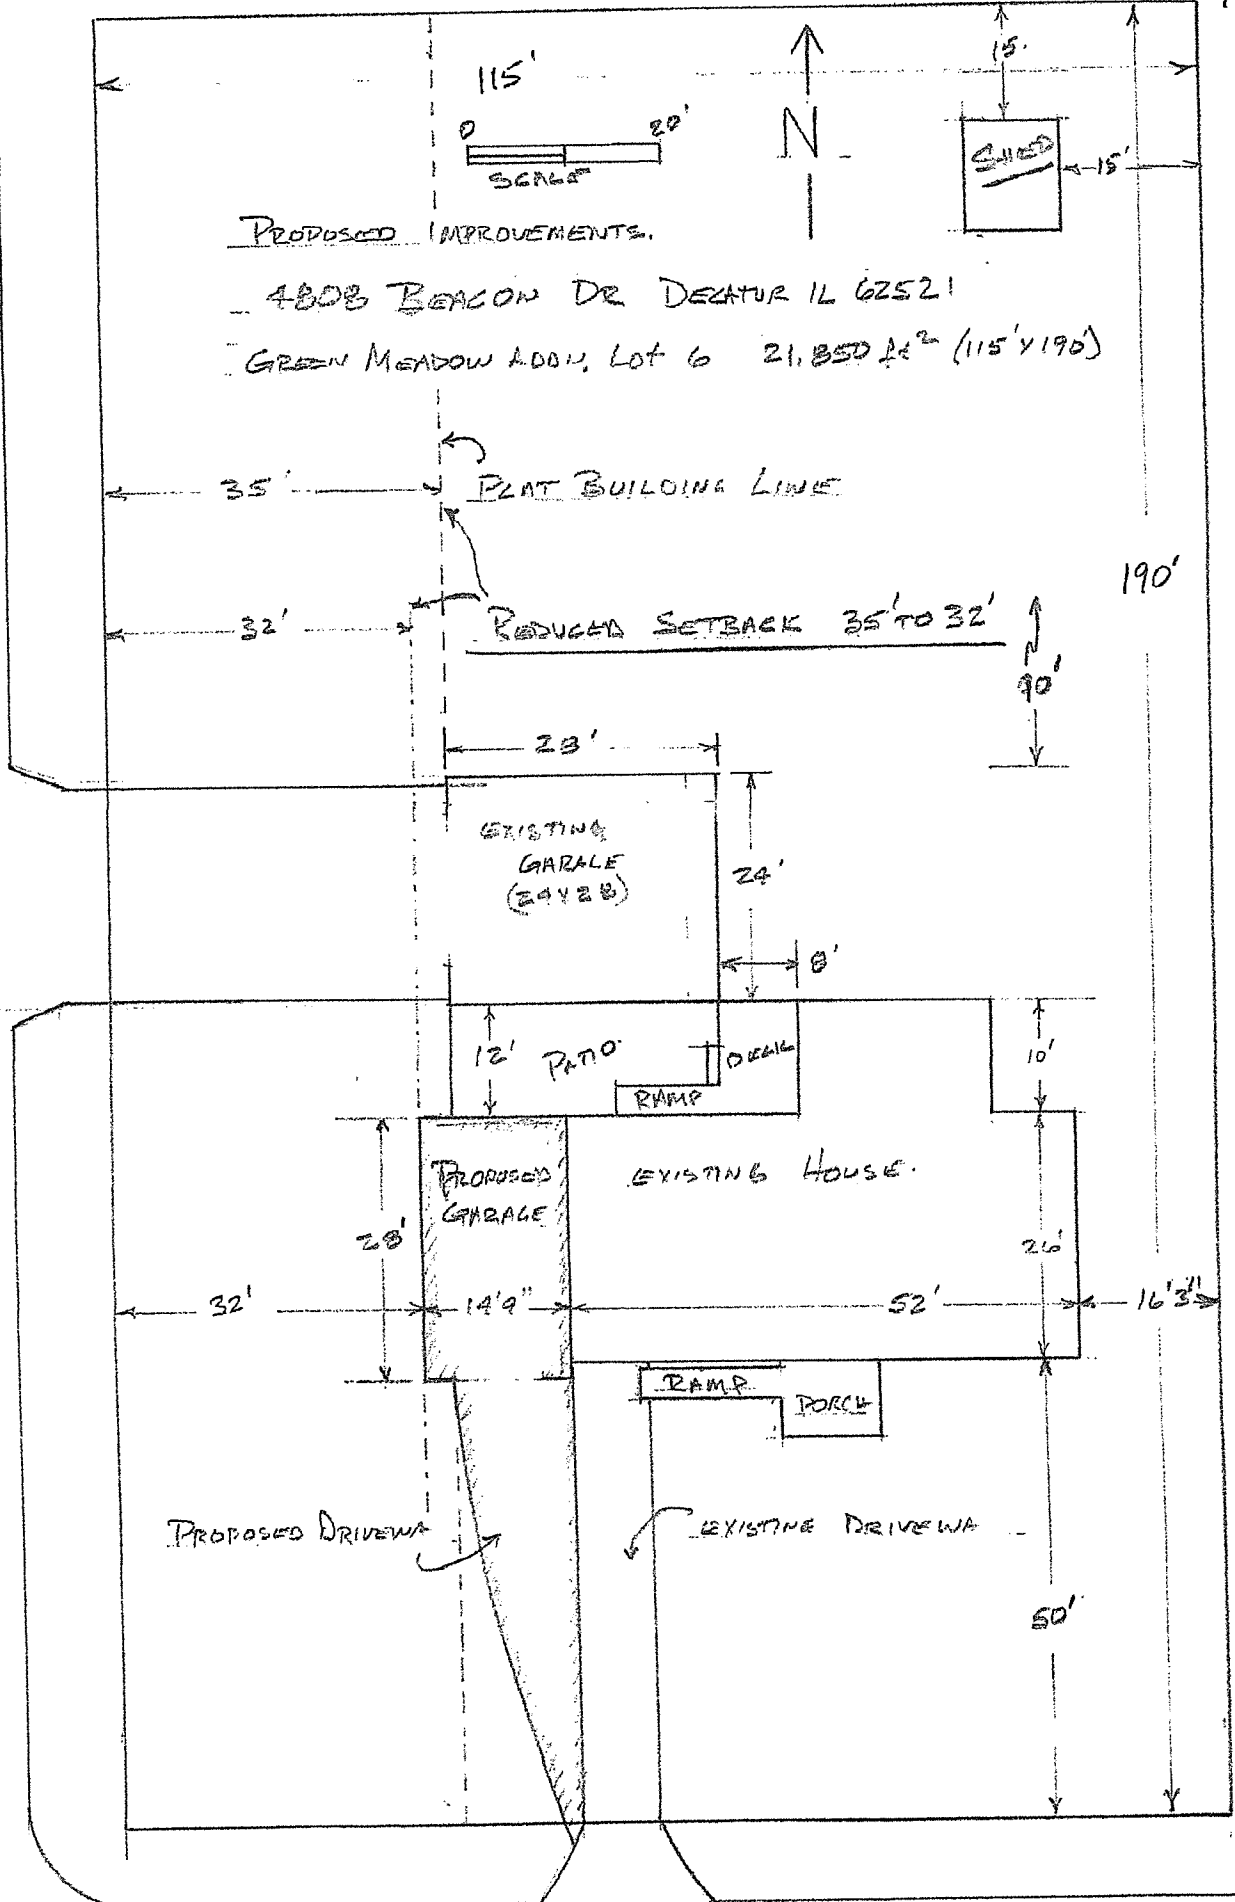 115'
15.
N
0 20'
SCALE
SHED
15'
PROPOSED IMPROVEMENTS.
4808 BEACON DR DECATUR IL 62521
GREEN MEADOW ADDN, LOT 6 21,850 ft² (115'X190')
35'
PLAT BUILDING LINE
190'
32'
REDUCED SETBACK 35' TO 32'
28'
EXISTING
GARAGE
(24X28)
24'
8'
12'
PATIO.
DECK
10'
RAMP
PROPOSED
GARAGE
EXISTING HOUSE.
28'
26'
32'
14'9"
52'
16'3"
RAMP
PORCH
PROPOSED DRIVEWA
EXISTING DRIVEWA
50'